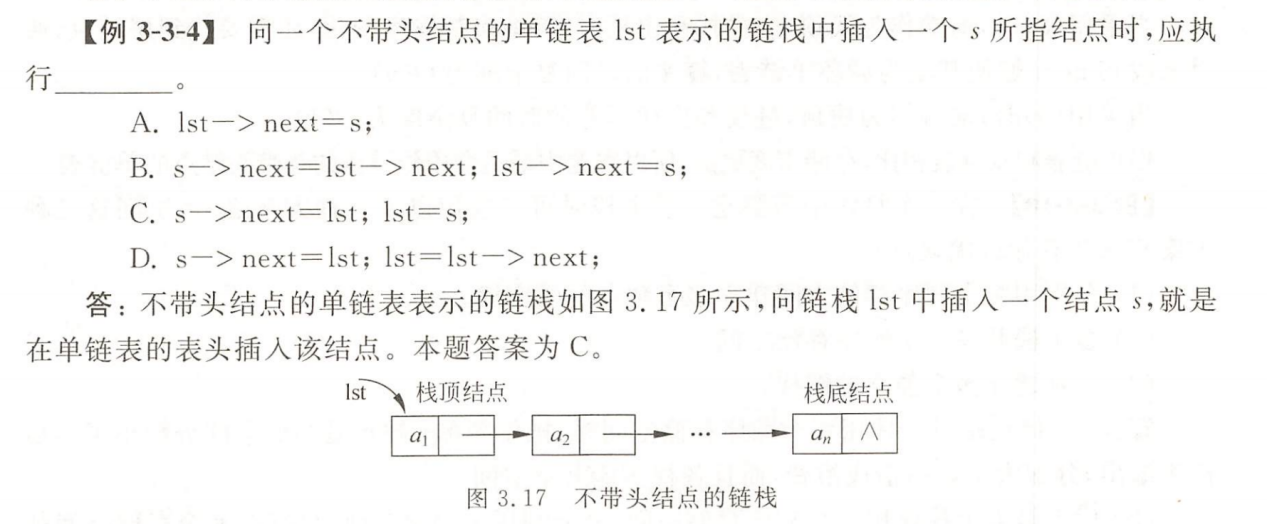 【例 3-3-4】 向一个不带头结点的单链表 lst 表示的链栈中插入一个 s 所指结点时,应执
行________。
A. lst—> next=s;
B. s—> next=lst—> next; lst—> next=s;
C. s—> next=lst; lst=s;
D. s—> next=lst; lst=lst—> next;
答: 不带头结点的单链表表示的链栈如图 3.17 所示,向链栈 lst 中插入一个结点 s,就是
在单链表的表头插入该结点。本题答案为 C。
lst 栈顶结点 栈底结点
a₁ a₂ … aₙ ∧
图 3.17 不带头结点的链栈